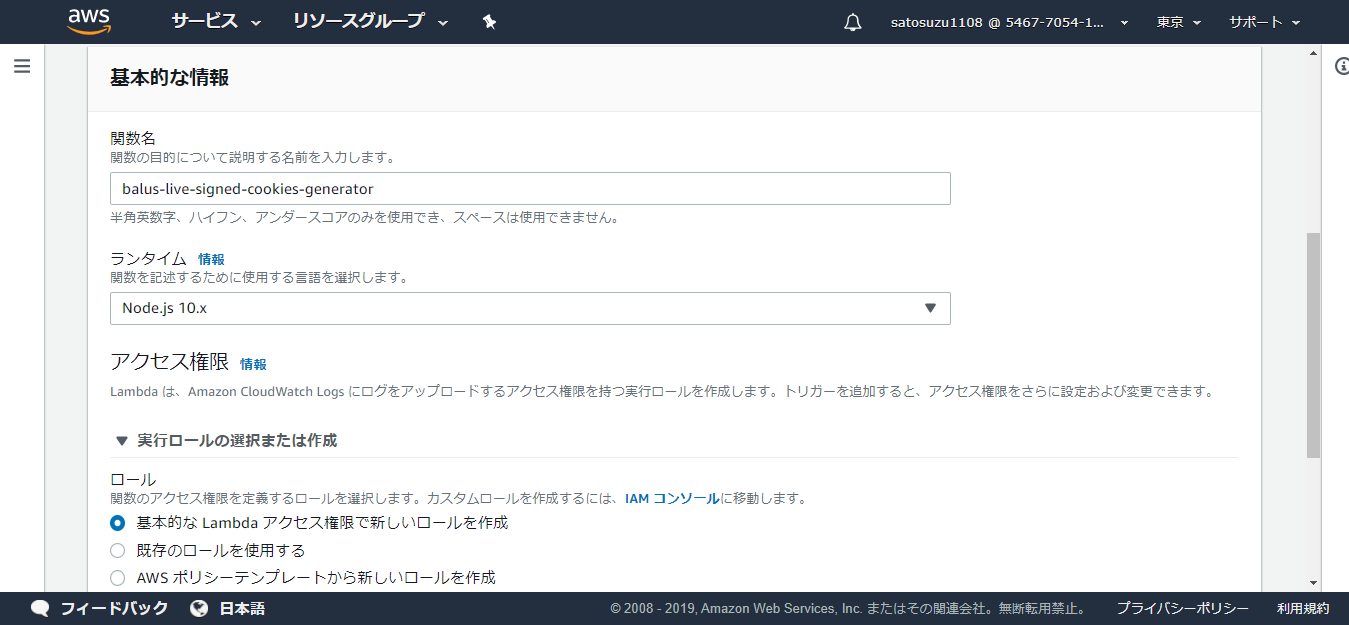 aws サービス リソースグループ satosuzu1108 @ 5467-7054-1... 東京 サポート
基本的な情報
関数名
関数の目的について説明する名前を入力します。
balus-live-signed-cookies-generator
半角英数字、ハイフン、アンダースコアのみを使用でき、スペースは使用できません。
ランタイム 情報
関数を記述するために使用する言語を選択します。
Node.js 10.x
アクセス権限 情報
Lambda は、Amazon CloudWatch Logs にログをアップロードするアクセス権限を持つ実行ロールを作成します。トリガーを追加すると、アクセス権限をさらに設定および変更できます。
実行ロールの選択または作成
ロール
関数のアクセス権限を定義するロールを選択します。カスタムロールを作成するには、IAM コンソールに移動します。
基本的な Lambda アクセス権限で新しいロールを作成
既存のロールを使用する
AWS ポリシーテンプレートから新しいロールを作成
フィードバック 日本語 © 2008 - 2019, Amazon Web Services, Inc. またはその関連会社。無断転用禁止。 プライバシーポリシー 利用規約